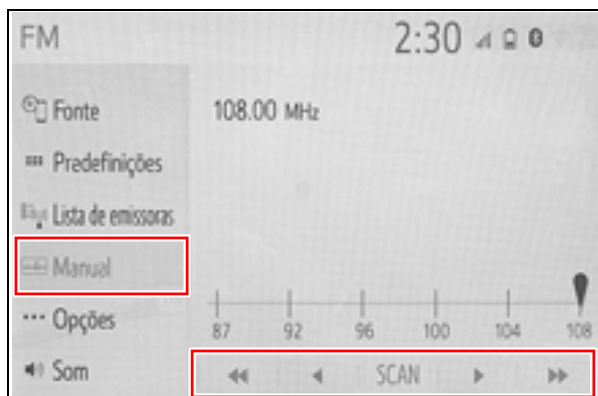 FM 2:30
Fonte
108.00 MHz
Predefinições
Lista de emissoras
Manual
Opções
87 92 96 100 104 108
Som
SCAN